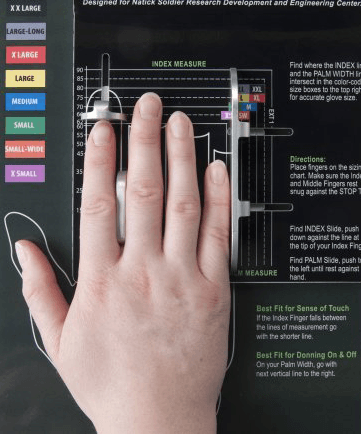 Designed for Natick Soldier Research Development and Engineering Center
X X LARGE
LARGE-LONG
X LARGE
LARGE
MEDIUM
SMALL
SMALL-WIDE
X SMALL
INDEX MEASURE
90
85
80
75
70
65
60
55
50
45
35
25
15
XXL
L
XL
M
SW
EXT 1
M MEASURE
Find where the INDEX li
and the PALM WIDTH li
intersect in the color-cod
size boxes to the top righ
for accurate glove size.
Directions:
Place fingers on the sizin
chart. Make sure the Inde
and Middle Fingers rest
snug against the STOP
Find INDEX Slide, push
down against the line at
the tip of your Index Fing
Find PALM Slide, push to
the left until rest against
hand.
Best Fit for Sense of Touch
If the Index Finger falls between
the lines of measurement go
with the shorter line.
Best Fit for Donning On & Off
On your Palm Width, go with
next vertical line to the right.